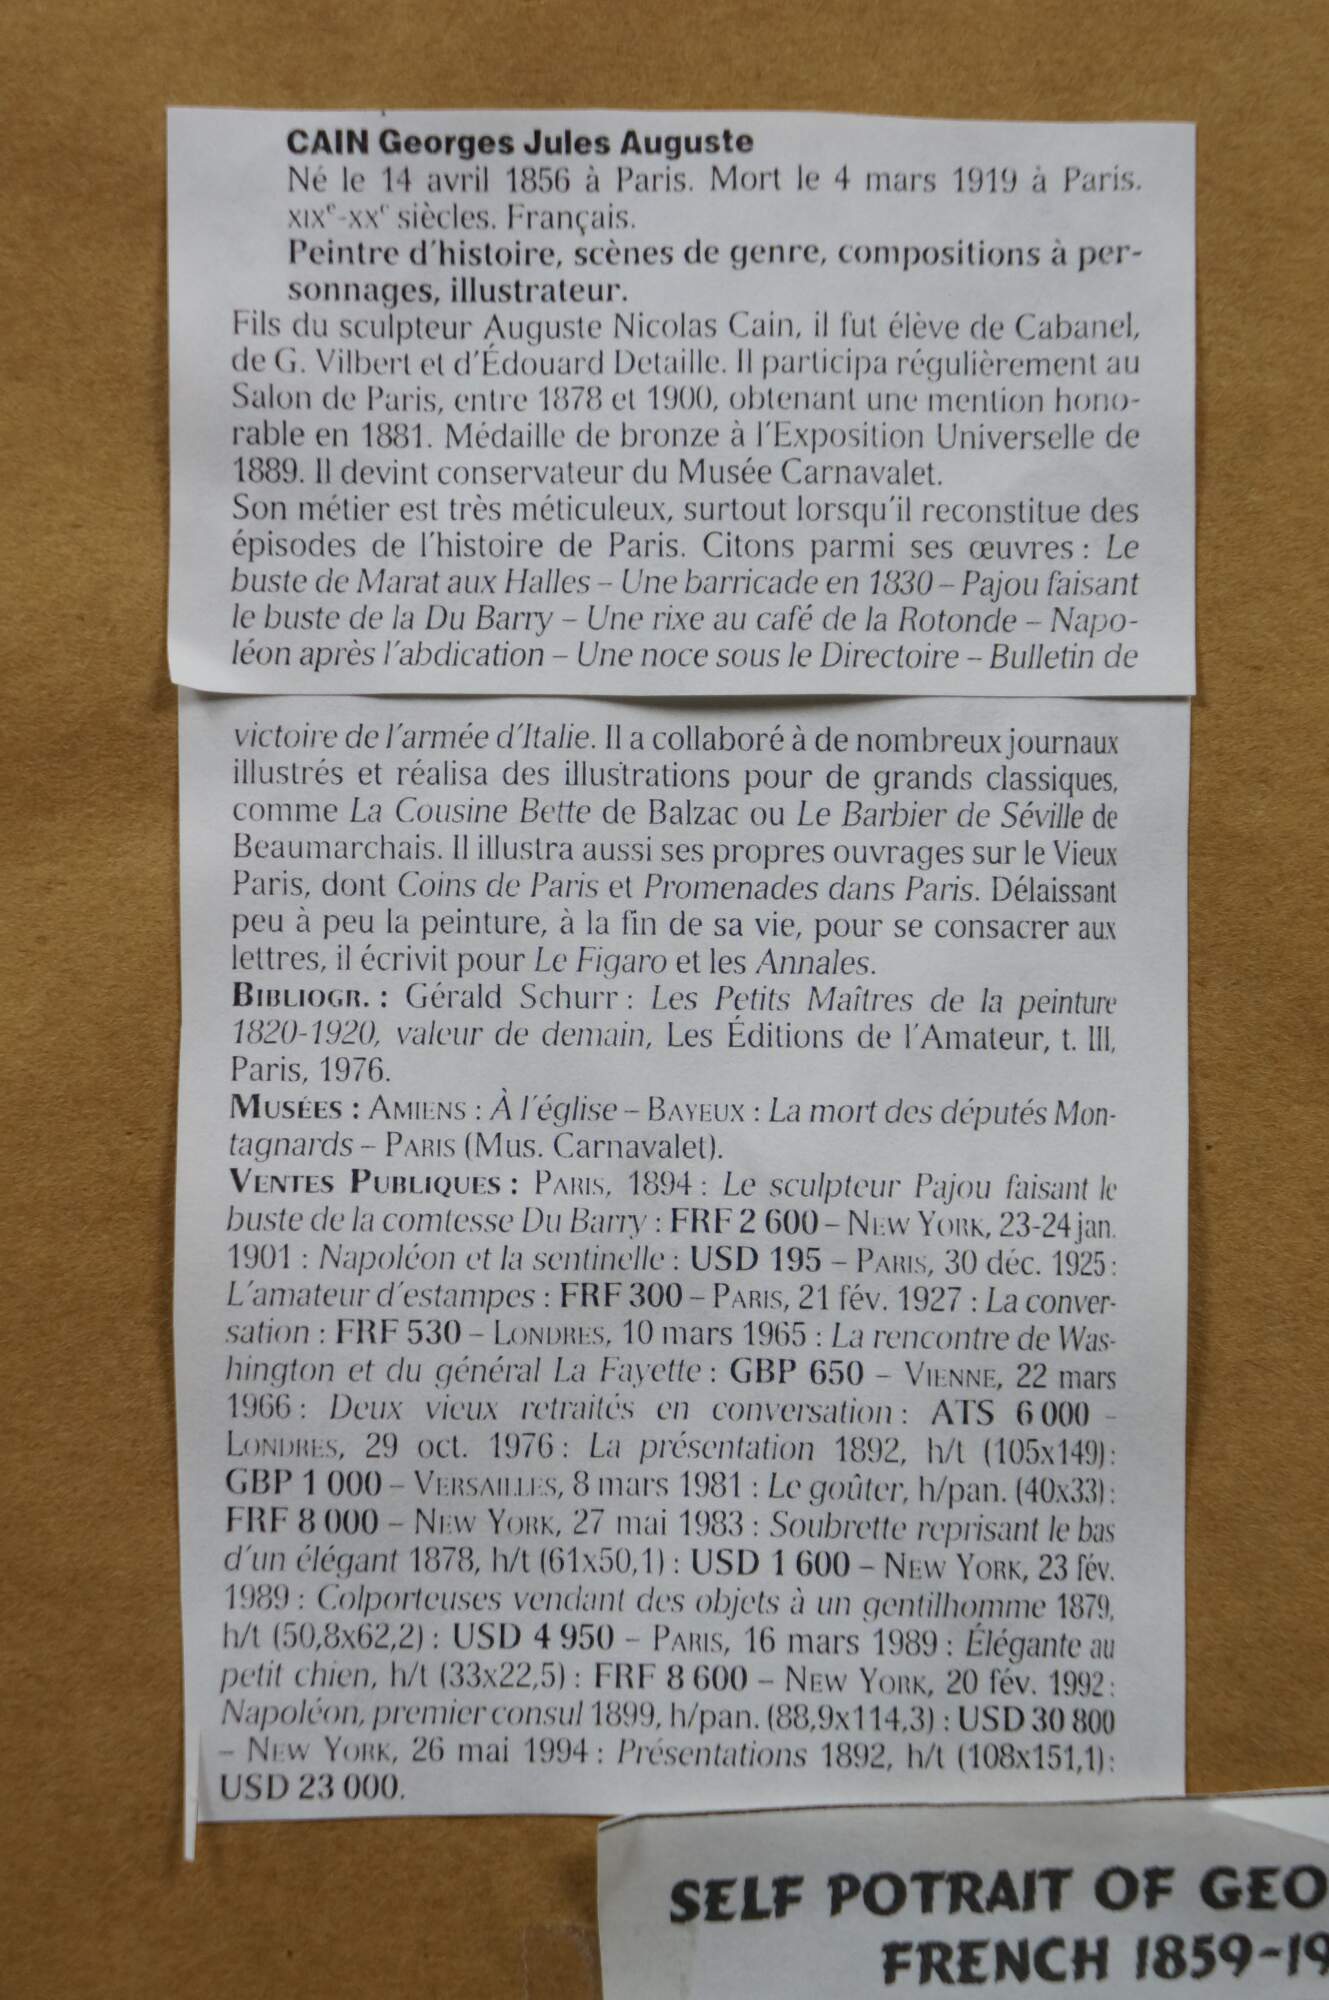 CAIN Georges Jules Auguste
Né le 14 avril 1856 à Paris. Mort le 4 mars 1919 à Paris.
XIXe-XXe siècles. Français.
Peintre d'histoire, scènes de genre, compositions à per-
sonnages, illustrateur.
Fils du sculpteur Auguste Nicolas Cain, il fut élève de Cabanel,
de G. Vilbert et d'Édouard Detaille. Il participa régulièrement au
Salon de Paris, entre 1878 et 1900, obtenant une mention hono-
rable en 1881. Médaille de bronze à l'Exposition Universelle de
1889. Il devint conservateur du Musée Carnavalet.
Son métier est très méticuleux, surtout lorsqu'il reconstitue des
épisodes de l'histoire de Paris. Citons parmi ses œuvres : Le
buste de Marat aux Halles – Une barricade en 1830 – Pajou faisant
le buste de la Du Barry – Une rixe au café de la Rotonde – Napo-
léon après l'abdication – Une noce sous le Directoire – Bulletin de
victoire de l'armée d'Italie. Il a collaboré à de nombreux journaux
illustrés et réalisa des illustrations pour de grands classiques,
comme La Cousine Bette de Balzac ou Le Barbier de Séville de
Beaumarchais. Il illustra aussi ses propres ouvrages sur le Vieux
Paris, dont Coins de Paris et Promenades dans Paris. Délaissant
peu à peu la peinture, à la fin de sa vie, pour se consacrer aux
lettres, il écrivit pour Le Figaro et les Annales.
BIBLIOGR. : Gérald Schurr : Les Petits Maîtres de la peinture
1820-1920, valeur de demain, Les Éditions de l'Amateur, t. III,
Paris, 1976.
MUSÉES : AMIENS : À l'église – BAYEUX : La mort des députés Mon-
tagnards – PARIS (Mus. Carnavalet).
VENTES PUBLIQUES : PARIS, 1894 : Le sculpteur Pajou faisant le
buste de la comtesse Du Barry : FRF 2 600 – NEW YORK, 23-24 jan.
1901 : Napoléon et la sentinelle : USD 195 – PARIS, 30 déc. 1925 :
L'amateur d'estampes : FRF 300 – PARIS, 21 fév. 1927 : La conver-
sation : FRF 530 – LONDRES, 10 mars 1965 : La rencontre de Was-
hington et du général La Fayette : GBP 650 – VIENNE, 22 mars
1966 : Deux vieux retraités en conversation : ATS 6 000 –
LONDRES, 29 oct. 1976 : La présentation 1892, h/t (105x149) :
GBP 1 000 – VERSAILLES, 8 mars 1981 : Le goûter, h/pan. (40x33) :
FRF 8 000 – NEW YORK, 27 mai 1983 : Soubrette reprisant le bas
d'un élégant 1878, h/t (61x50,1) : USD 1 600 – NEW YORK, 23 fév.
1989 : Colporteuses vendant des objets à un gentilhomme 1879,
h/t (50,8x62,2) : USD 4 950 – PARIS, 16 mars 1989 : Élégante au
petit chien, h/t (33x22,5) : FRF 8 600 – NEW YORK, 20 fév. 1992 :
Napoléon, premier consul 1899, h/pan. (88,9x114,3) : USD 30 800
– NEW YORK, 26 mai 1994 : Présentations 1892, h/t (108x151,1) :
USD 23 000.
SELF POTRAIT OF GEO
FRENCH 1859-19